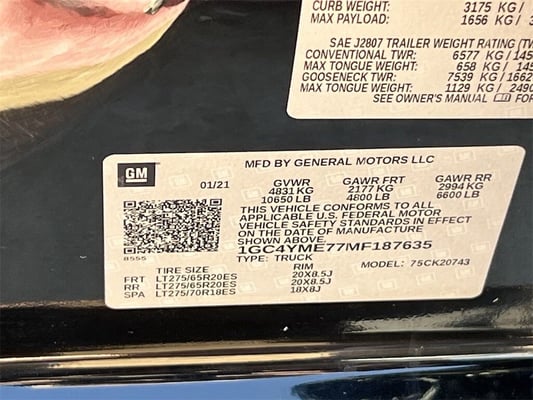 CURB WEIGHT: 3175 KG /
MAX PAYLOAD: 1656 KG /
SAE J2807 TRAILER WEIGHT RATING (TW
CONVENTIONAL TWR: 6577 KG / 145
MAX TONGUE WEIGHT: 658 KG / 145
GOOSENECK TWR: 7539 KG / 1662
MAX TONGUE WEIGHT: 1129 KG / 2490
SEE OWNER'S MANUAL FOR
GM
MFD BY GENERAL MOTORS LLC
01/21 GVWR GAWR FRT GAWR RR
4831 KG 2177 KG 2994 KG
10650 LB 4800 LB 6600 LB
THIS VEHICLE CONFORMS TO ALL
APPLICABLE U.S. FEDERAL MOTOR
VEHICLE SAFETY STANDARDS IN EFFECT
ON THE DATE OF MANUFACTURE
SHOWN ABOVE.
1GC4YME77MF187635
8555
TYPE: TRUCK
MODEL: 75CK20743
TIRE SIZE RIM
FRT LT275/65R20ES 20X8.5J
RR LT275/65R20ES 20X8.5J
SPA LT275/70R18ES 18X8J